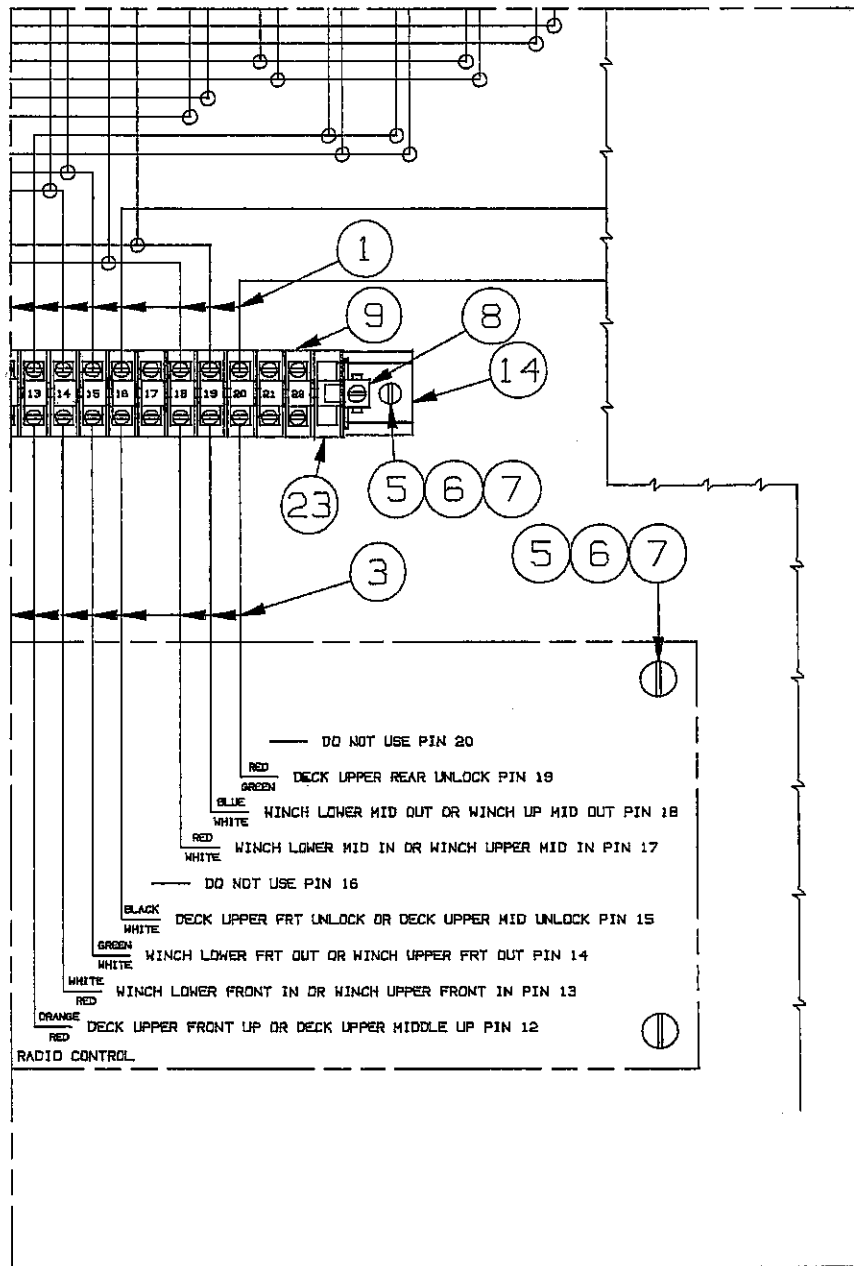 1
9
8
14
13 14 15 16 17 18 19 20 21 22
23
5 6 7
5 6 7
3
DO NOT USE PIN 20
RED
GREEN
DECK UPPER REAR UNLOCK PIN 19
BLUE
WHITE
WINCH LOWER MID OUT OR WINCH UP MID OUT PIN 18
RED
WHITE
WINCH LOWER MID IN OR WINCH UPPER MID IN PIN 17
DO NOT USE PIN 16
BLACK
WHITE
DECK UPPER FRT UNLOCK OR DECK UPPER MID UNLOCK PIN 15
GREEN
WHITE
WINCH LOWER FRT OUT OR WINCH UPPER FRT OUT PIN 14
WHITE
RED
WINCH LOWER FRONT IN OR WINCH UPPER FRONT IN PIN 13
ORANGE
RED
DECK UPPER FRONT UP OR DECK UPPER MIDDLE UP PIN 12
RADIO CONTROL